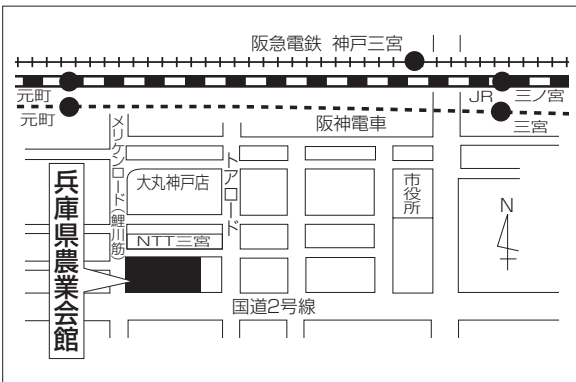 阪急電鉄 神戸三宮
元町
JR 三ノ宮
元町
阪神電車
三宮
メリケンロード(鯉川筋)
トアロード
大丸神戸店
市役所
NTT三宮
N
兵庫県農業会館
国道2号線